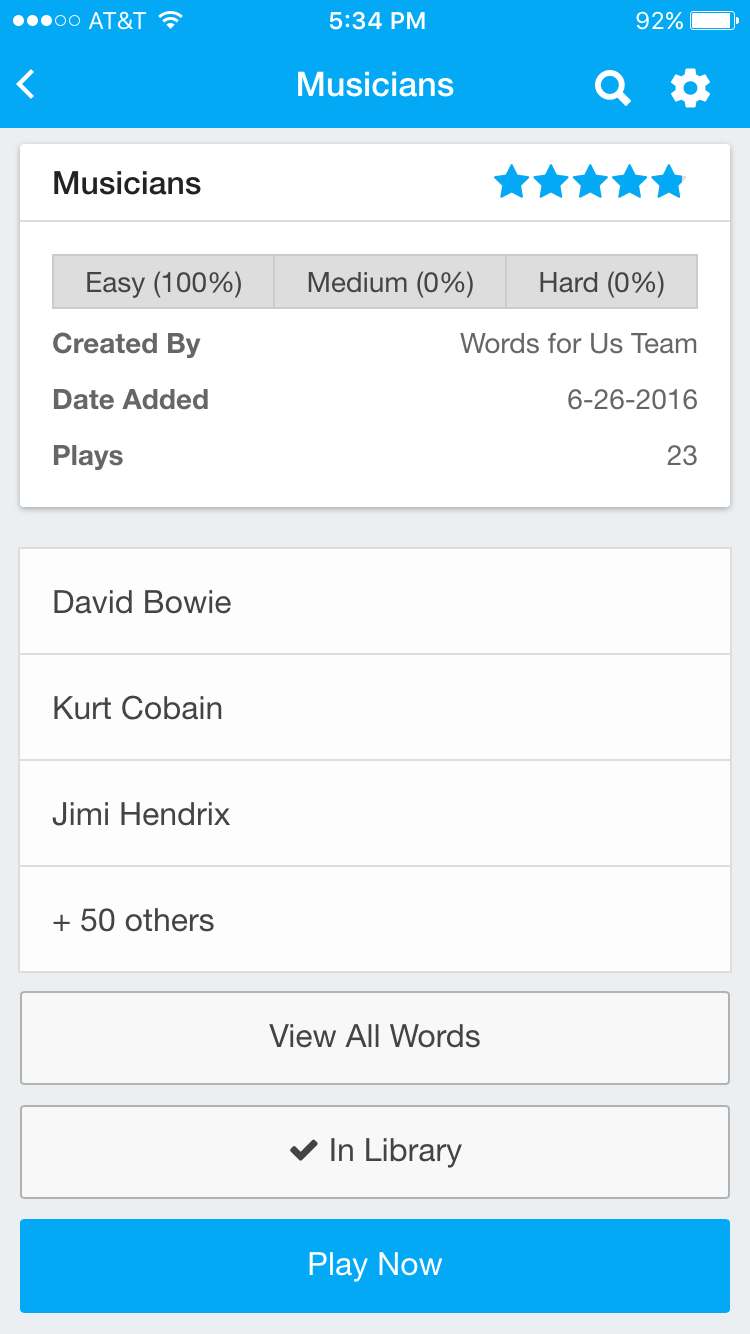 AT&T 5:34 PM 92%
Musicians
Musicians
Easy (100%) Medium (0%) Hard (0%)
Created By Words for Us Team
Date Added 6-26-2016
Plays 23
David Bowie
Kurt Cobain
Jimi Hendrix
+ 50 others
View All Words
In Library
Play Now